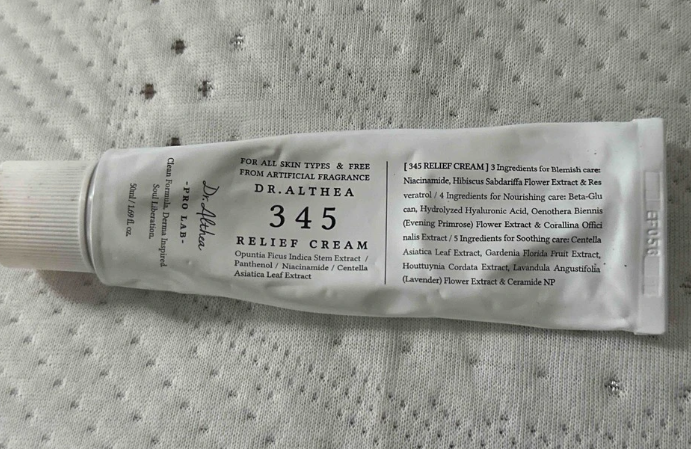 Dr.Althea
-PRO LAB-
Clean Formula, Derma Inspired
Soul Liberation.
50ml / 1.69 fl. oz.
FOR ALL SKIN TYPES & FREE
FROM ARTIFICIAL FRAGRANCE
DR.ALTHEA
345
RELIEF CREAM
Opuntia Ficus Indica Stem Extract /
Panthenol / Niacinamide / Centella
Asiatica Leaf Extract
[ 345 RELIEF CREAM ] 3 Ingredients for Blemish care:
Niacinamide, Hibiscus Sabdariffa Flower Extract & Res
veratrol / 4 Ingredients for Nourishing care: Beta-Glu
can, Hydrolyzed Hyaluronic Acid, Oenothera Biennis
(Evening Primrose) Flower Extract & Corallina Offici
nalis Extract / 5 Ingredients for Soothing care: Centella
Asiatica Leaf Extract, Gardenia Florida Fruit Extract,
Houttuynia Cordata Extract, Lavandula Angustifolia
(Lavender) Flower Extract & Ceramide NP